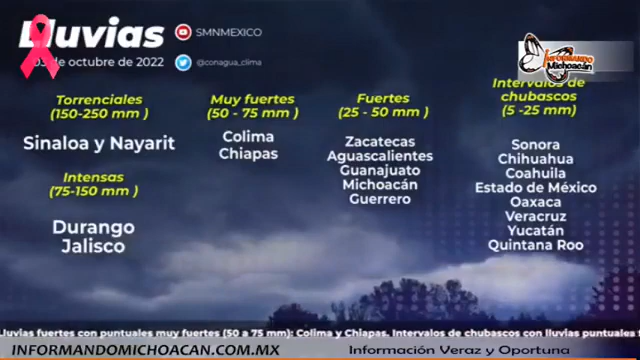 Lluvias
03 de octubre de 2022
SMNMEXICO
@conagua_clima
INFORMANDO
Michoacán
Torrenciales
(150-250 mm )
Sinaloa y Nayarit
Intensas
(75-150 mm )
Durango
Jalisco
Muy fuertes
(50 - 75 mm )
Colima
Chiapas
Fuertes
(25 - 50 mm )
Zacatecas
Aguascalientes
Guanajuato
Michoacán
Guerrero
Intervalos de
chubascos
(5 -25 mm)
Sonora
Chihuahua
Coahuila
Estado de México
Oaxaca
Veracruz
Yucatán
Quintana Roo
Lluvias fuertes con puntuales muy fuertes (50 a 75 mm): Colima y Chiapas. Intervalos de chubascos con lluvias puntuales f
INFORMANDOMICHOACAN.COM.MX
Información Veraz y Oportuna